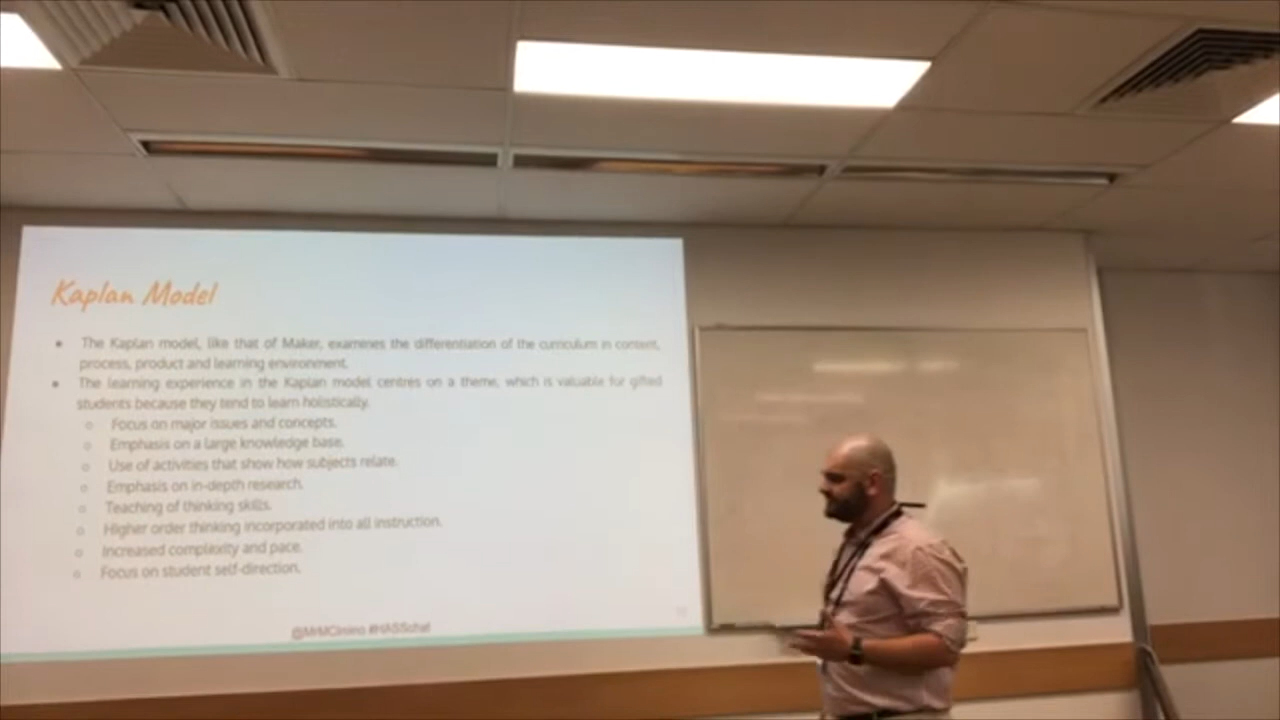 Kaplan Model
• The Kaplan model, like that of Maker, examines the differentiation of the curriculum in content,
process, product and learning environment.
• The learning experience in the Kaplan model centres on a theme, which is valuable for gifted
students because they tend to learn holistically.
○ Focus on major issues and concepts.
○ Emphasis on a large knowledge base.
○ Use of activities that show how subjects relate.
○ Emphasis on in-depth research.
○ Teaching of thinking skills.
○ Higher order thinking incorporated into all instruction.
○ Increased complexity and pace.
○ Focus on student self-direction.
@MrMCimino #HASSchat